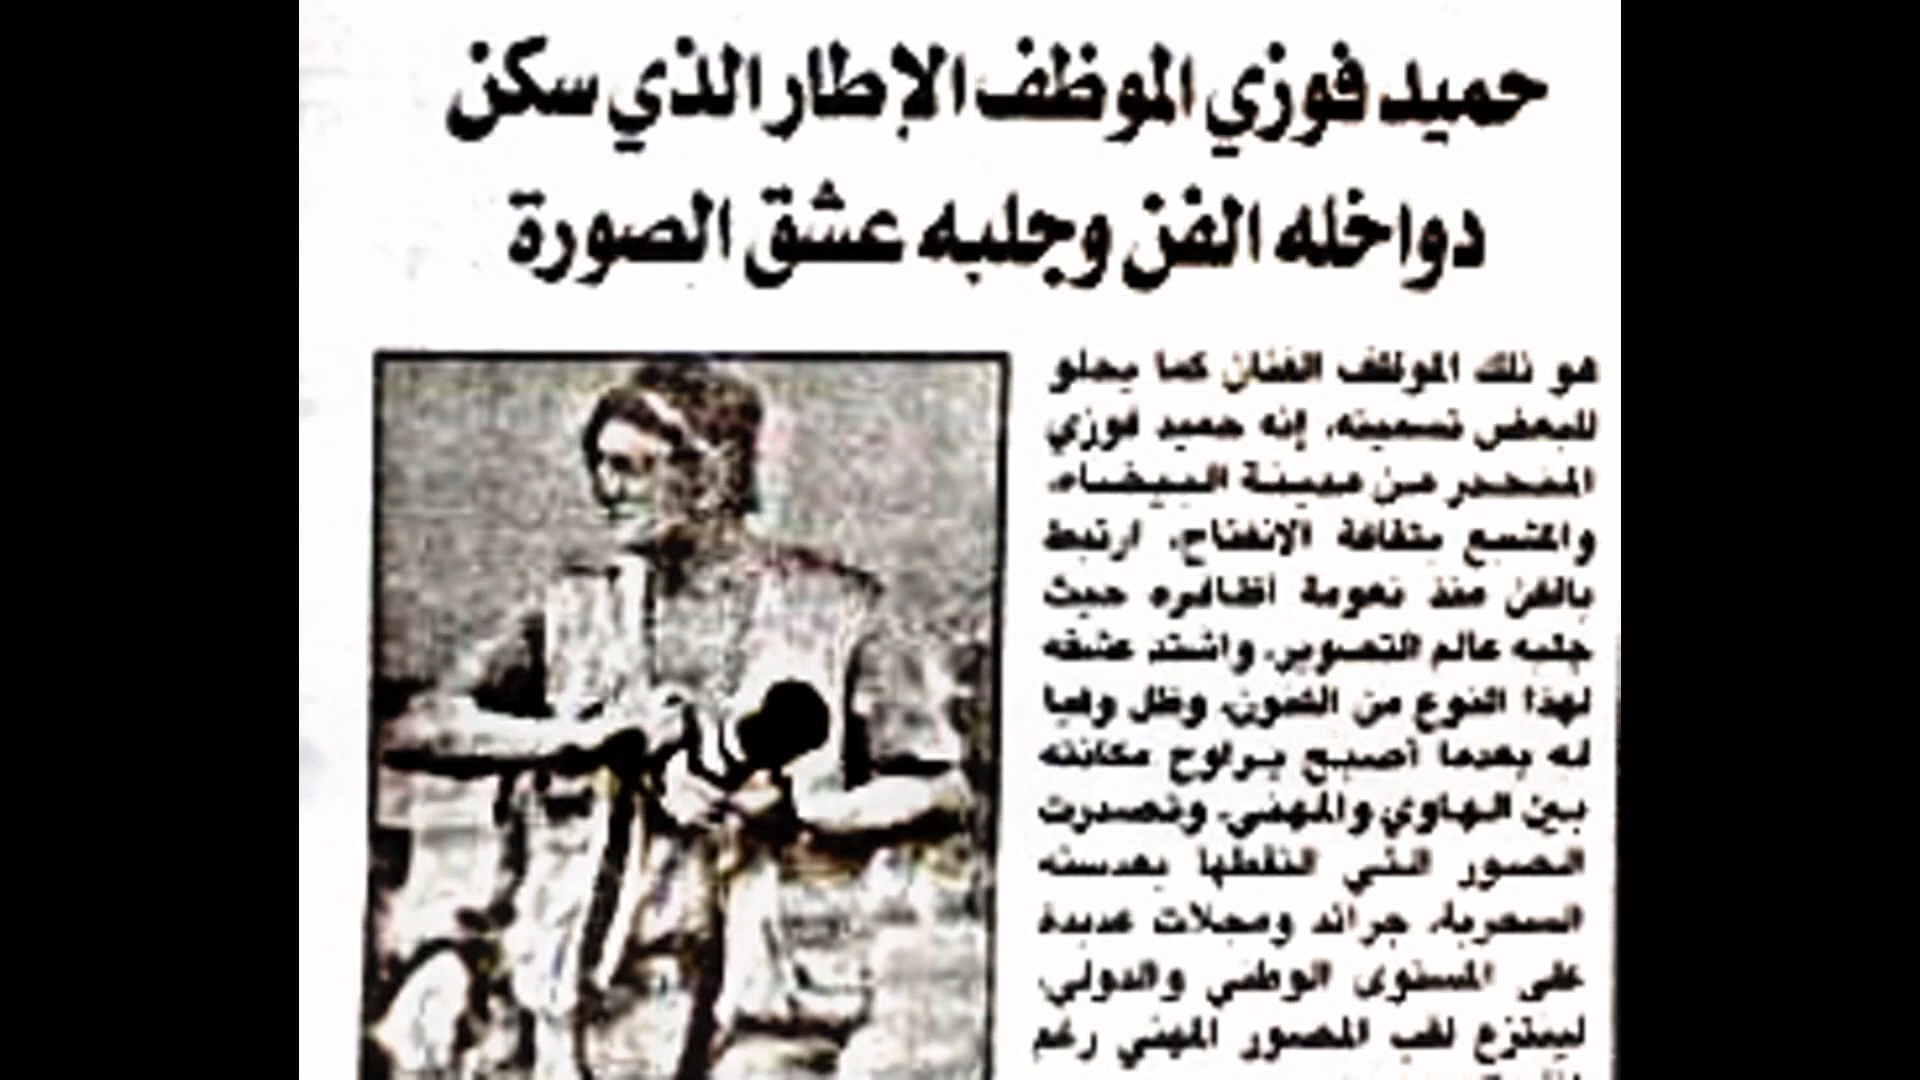 حميد فوزي الموظف الإطار الذي سكن
دواخله الفن وجلبه عشق الصورة
هو ذلك الموظف الفنان كما يحلو
للبعض تسميته، إنه حميد فوزي
المنحدر من مدينة البيضاء،
والمتشبع بثقافة الإنفتاح، ارتبط
بالفن منذ نعومة أظافره حيث
جلبه عالم التصوير، واشتد عشقه
لهذا النوع من الفنون، وظل وفيا
له بعدما أصبح يراوح مكانته
بين الهاوي والمهني، وتصدرت
الصور التي التقطها بعدسته
السحرية، جرائد ومجلات عديدة
على المستوى الوطني والدولي،
لينتزع لقب المصور المهني رغم